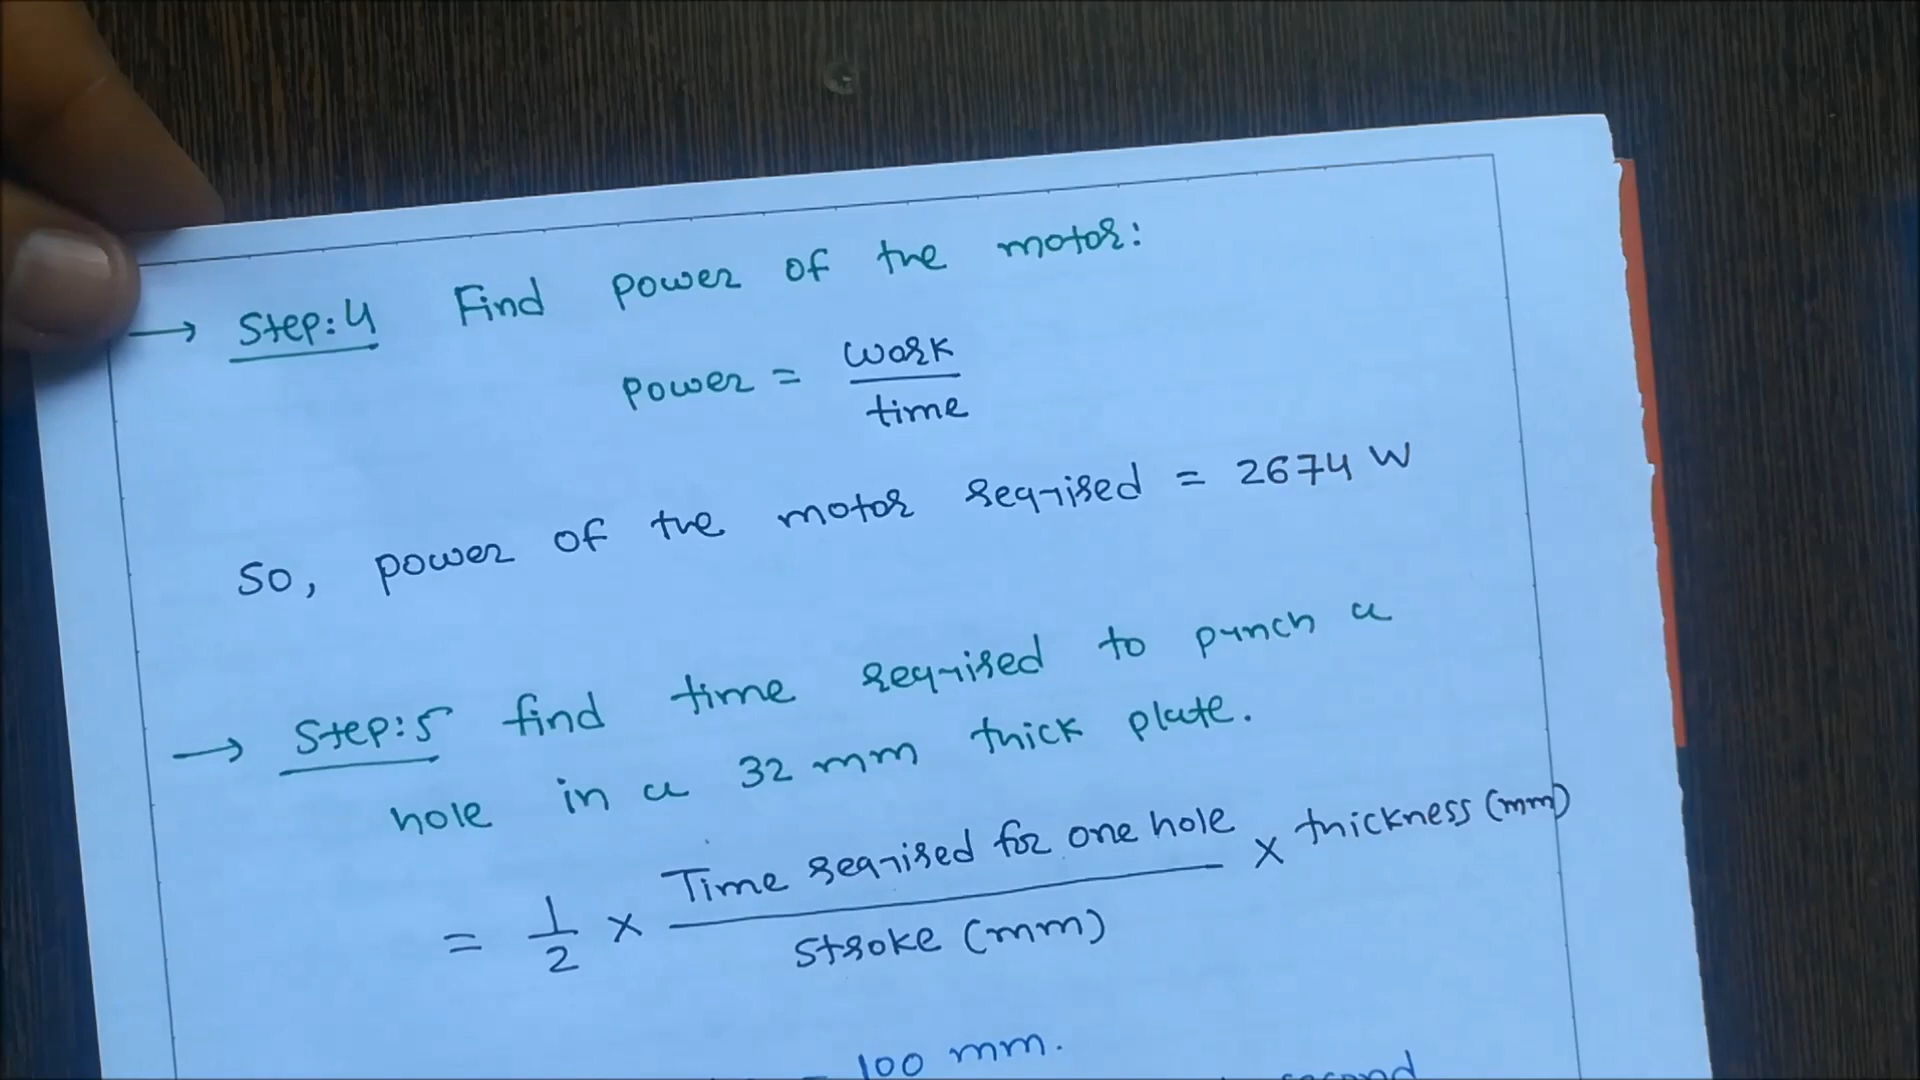 → Step:4 Find power of the motor:
power = work / time
So, power of the motor required = 2674 W
→ Step:5 find time required to punch a
hole in a 32 mm thick plate.
= 1/2 × Time required for one hole / Stroke (mm) × thickness (mm)
= 100 mm.
second